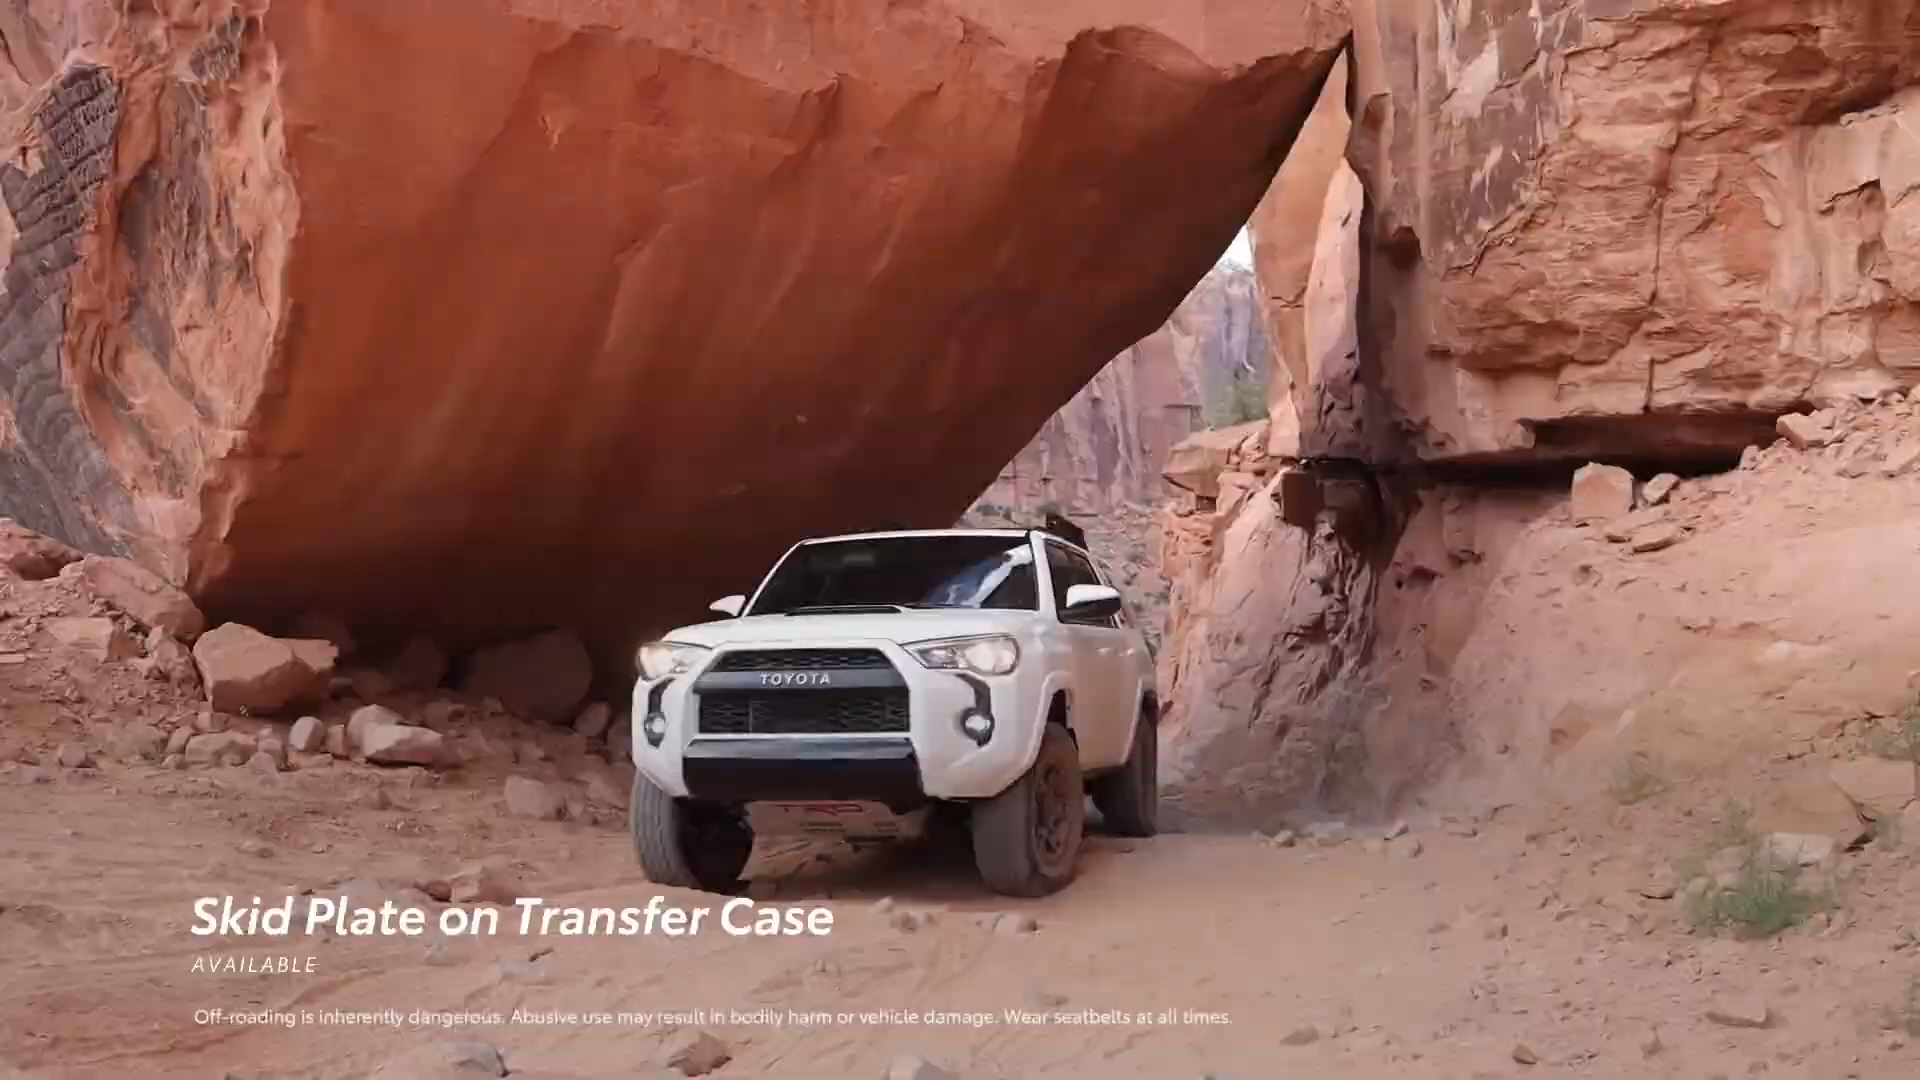 TOYOTA
TRD
Skid Plate on Transfer Case
AVAILABLE
Off-roading is inherently dangerous. Abusive use may result in bodily harm or vehicle damage. Wear seatbelts at all times.